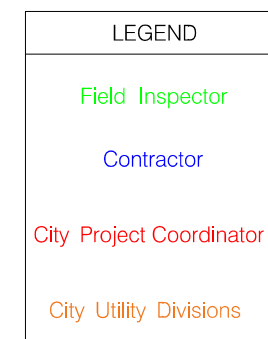 LEGEND
Field Inspector
Contractor
City Project Coordinator
City Utility Divisions